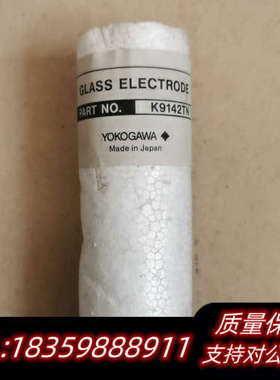 GLASS ELECTRODE
PART NO. K9142TN
YOKOGAWA
Made in Japan
质量保
:18359888911
支持对公